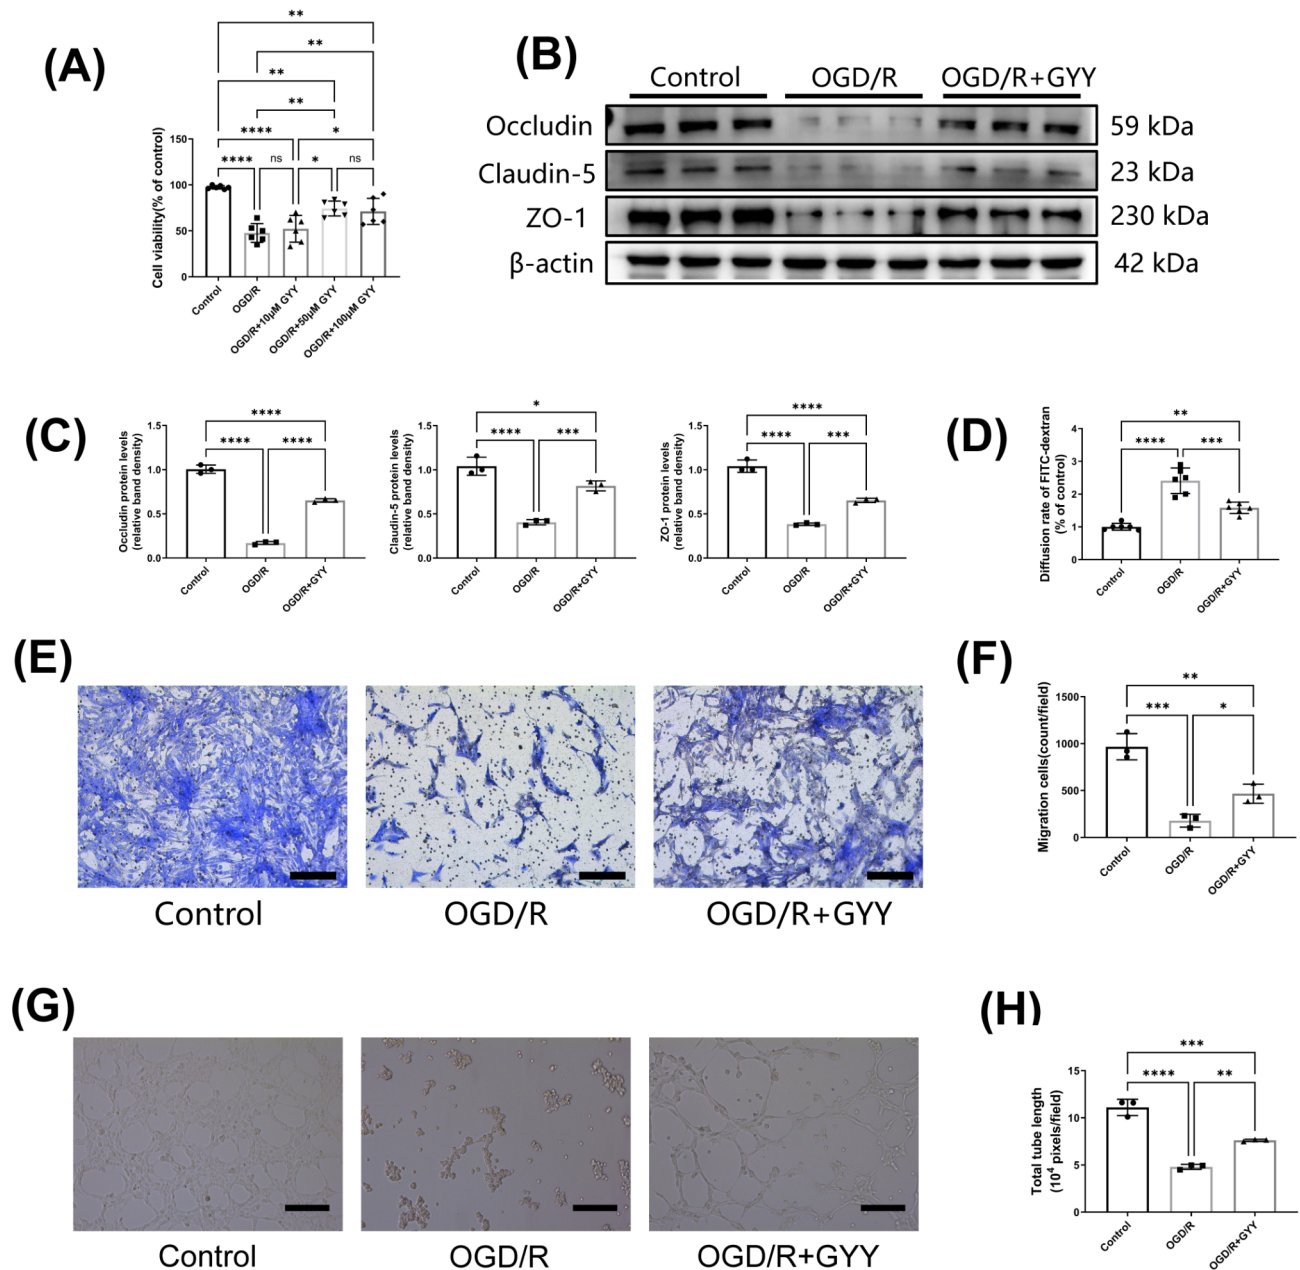 (A)
**
**
**
**
**** *
**** ns * ns
Cell viability(% of control)
150
100
50
0
Control
OGD/R
OGD/R+10μM GYY
OGD/R+50μM GYY
OGD/R+100μM GYY
(B)
Control OGD/R OGD/R+GYY
Occludin 59 kDa
Claudin-5 23 kDa
ZO-1 230 kDa
β-actin 42 kDa
(C)
****
**** ****
Occludin protein levels
(relative band density)
1.5
1.0
0.5
0.0
Control
OGD/R
OGD/R+GYY
*
**** ***
Claudin-5 protein levels
(relative band density)
1.5
1.0
0.5
0.0
Control
OGD/R
OGD/R+GYY
****
**** ***
ZO-1 protein levels
(relative band density)
1.5
1.0
0.5
0.0
Control
OGD/R
OGD/R+GYY
(D)
**
**** ***
Diffusion rate of FITC-dextran
(% of control)
4
3
2
1
0
Control
OGD/R
OGD/R+GYY
(E)
Control OGD/R OGD/R+GYY
(F)
**
*** *
Migration cells(count/field)
1500
1000
500
0
Control
OGD/R
OGD/R+GYY
(G)
Control OGD/R OGD/R+GYY
(H)
***
**** **
Total tube length
(10⁴ pixels/field)
15
10
5
0
Control
OGD/R
OGD/R+GYY